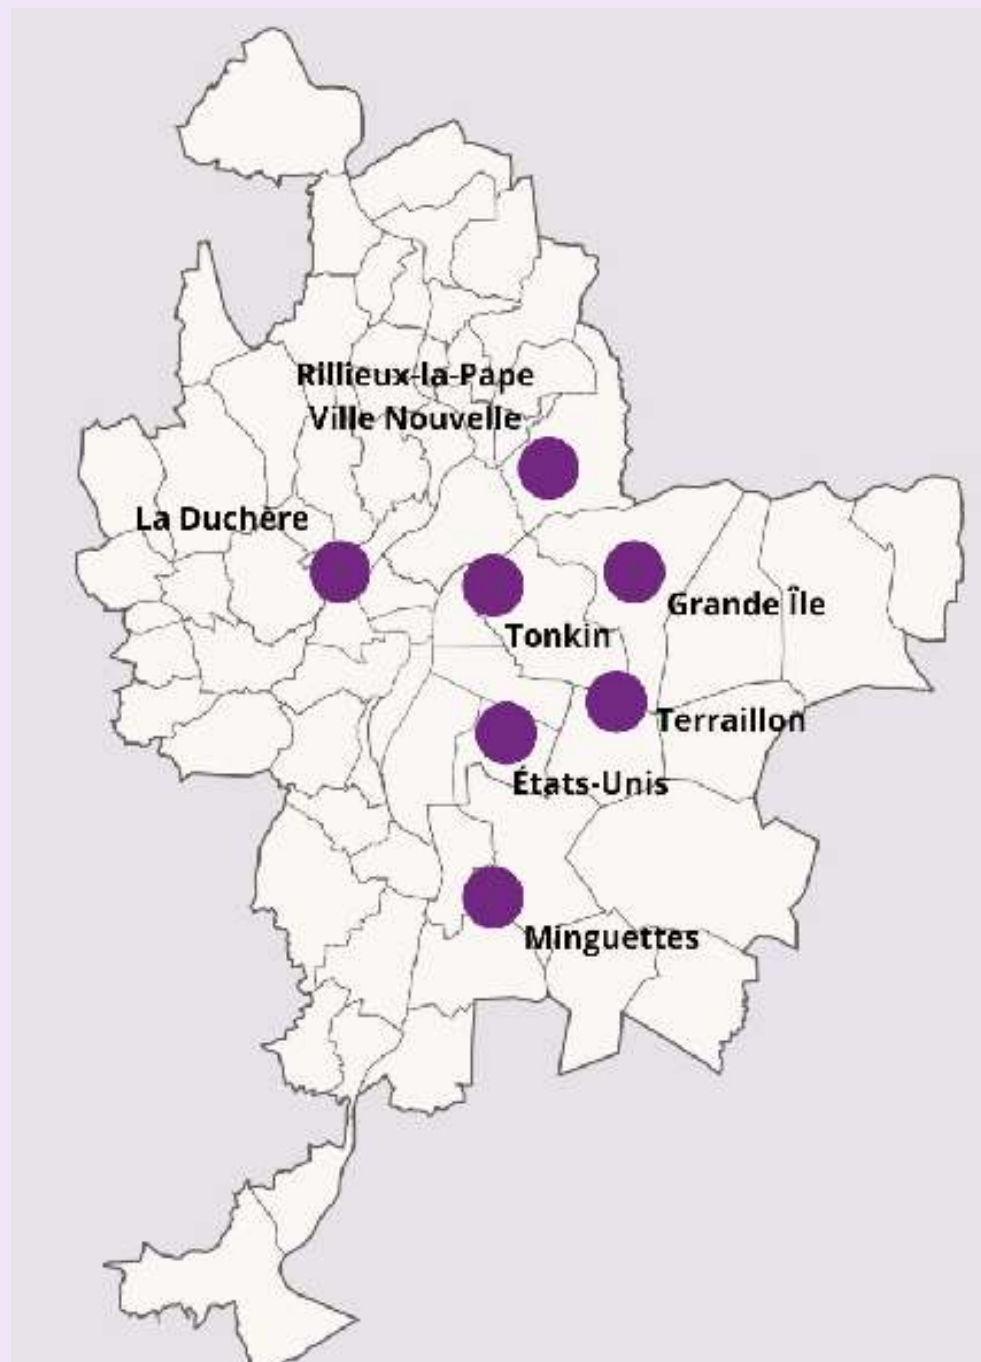 Rillieux-la-Pape
Ville Nouvelle
La Duchère
Grande Île
Tonkin
Terraillon
États-Unis
Minguettes